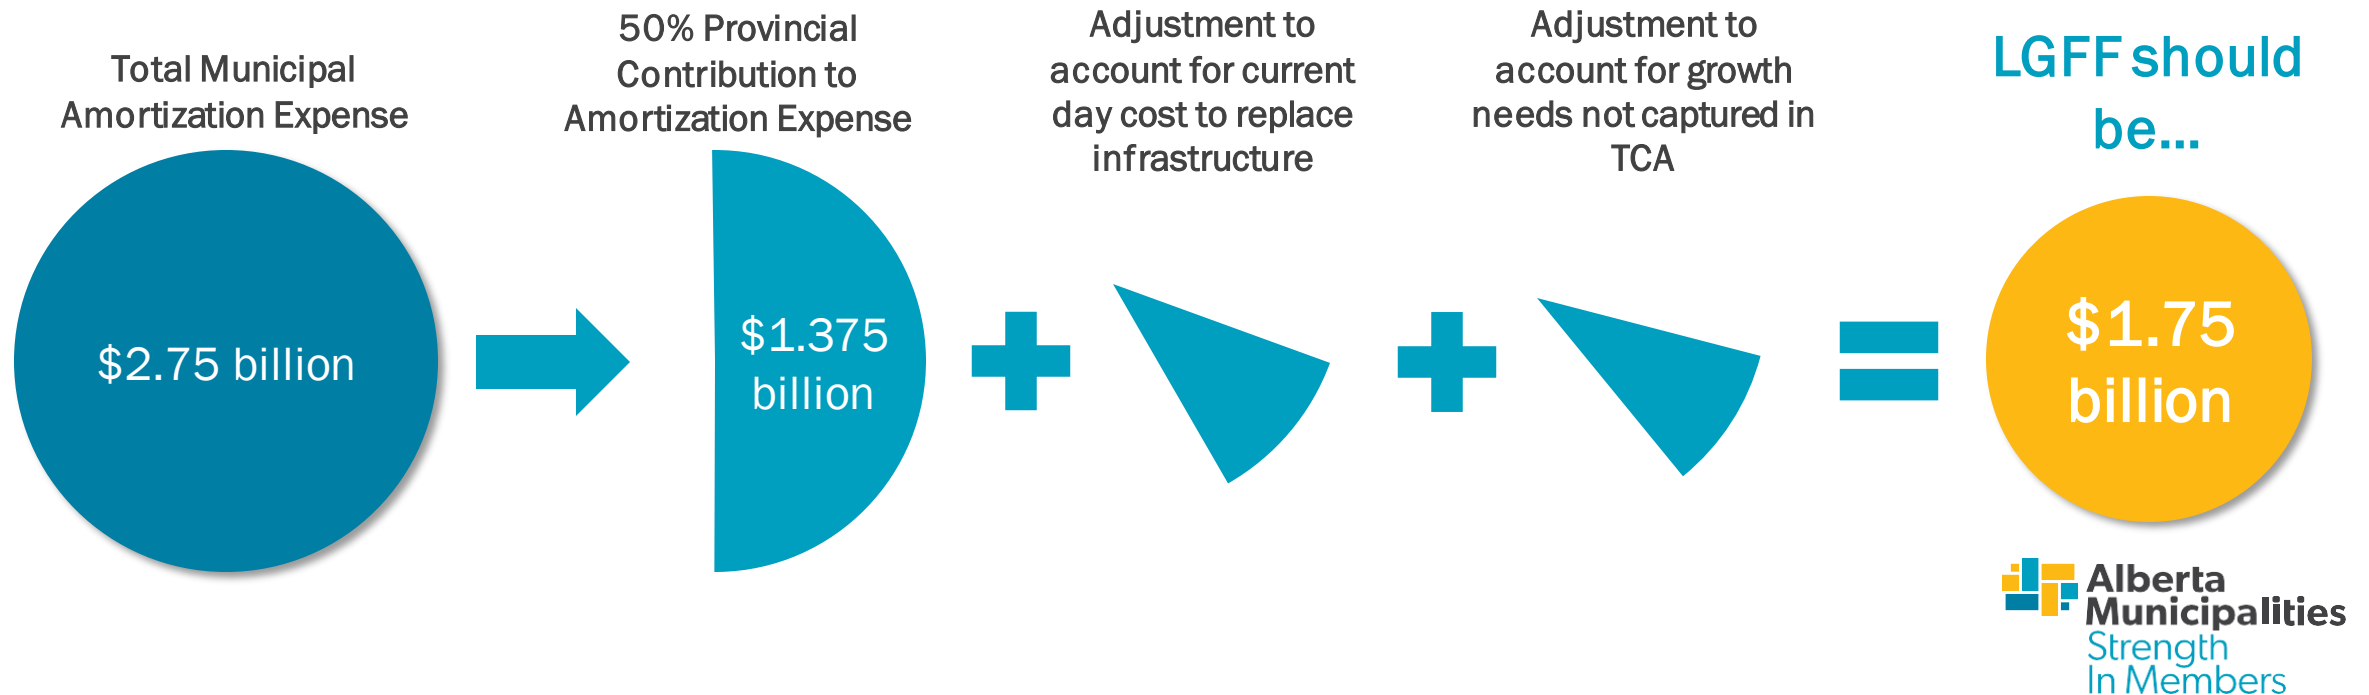 Total Municipal
Amortization Expense
$2.75 billion
50% Provincial
Contribution to
Amortization Expense
$1.375
billion
Adjustment to
account for current
day cost to replace
infrastructure
Adjustment to
account for growth
needs not captured in
TCA
LGFF should
be...
$1.75
billion
Alberta
Municipalities
Strength
In Members